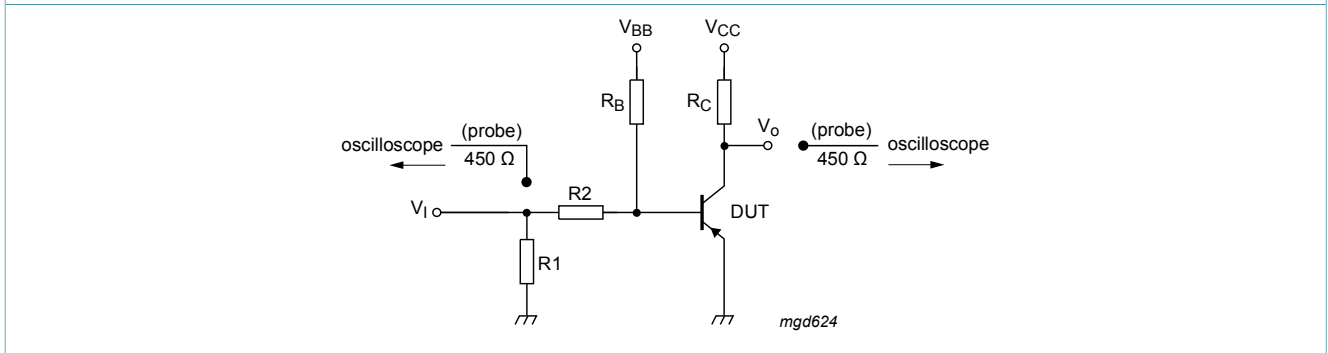 VBB
VCC
RB
RC
Vo
(probe)
450 Ω
oscilloscope
(probe)
450 Ω
oscilloscope
R2
VI
DUT
R1
mgd624